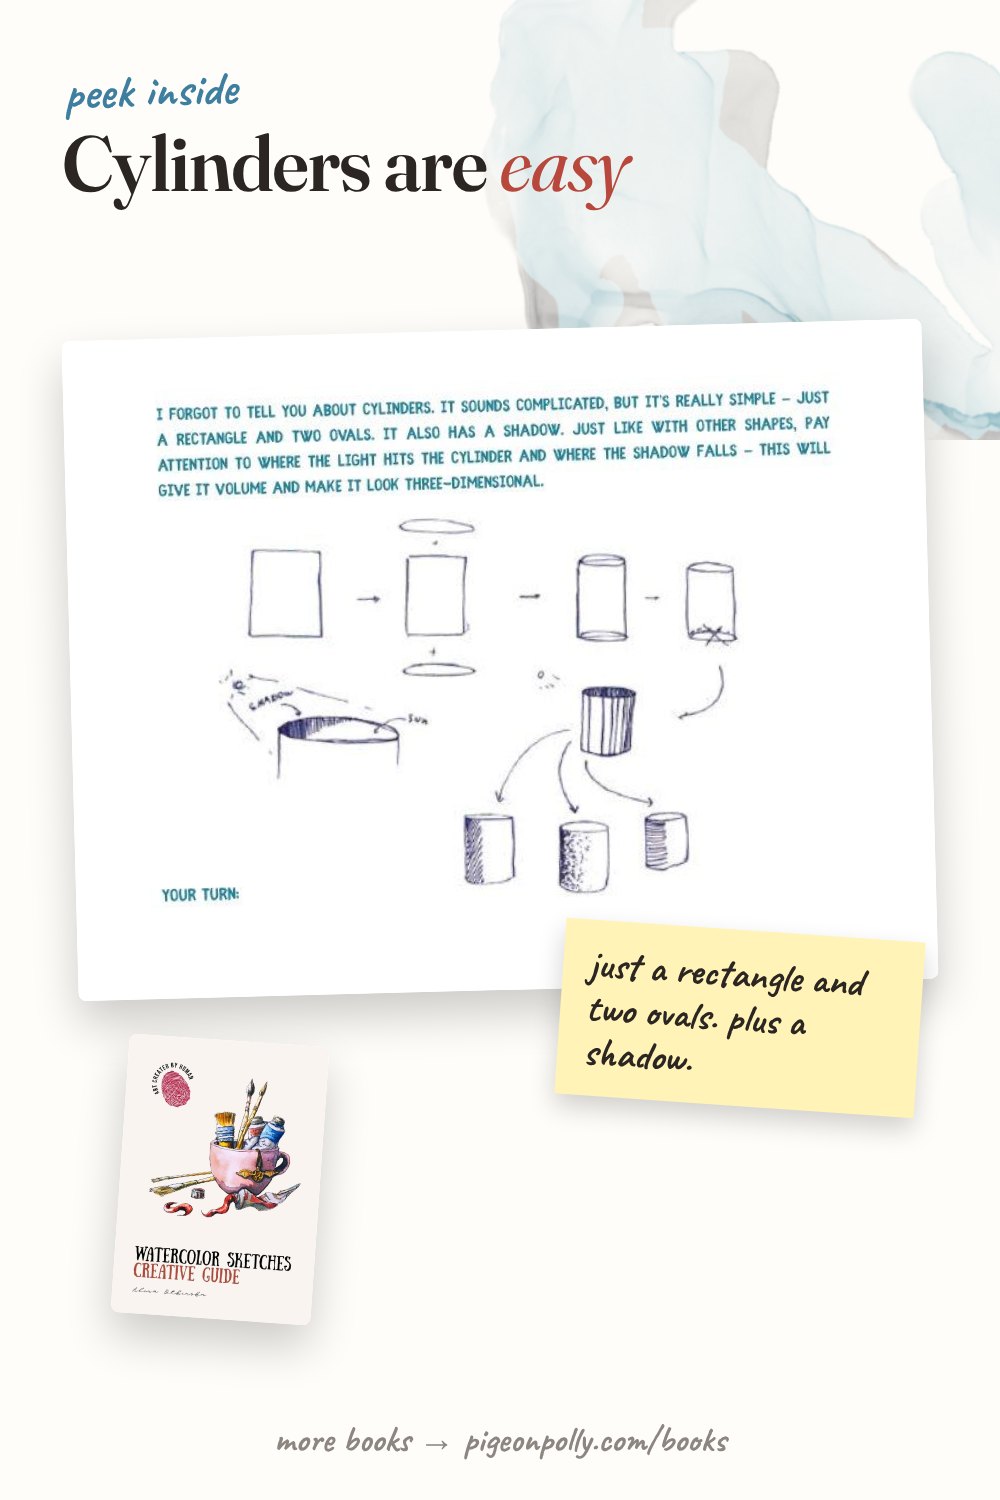 peek inside
Cylinders are easy
I FORGOT TO TELL YOU ABOUT CYLINDERS. IT SOUNDS COMPLICATED, BUT IT'S REALLY SIMPLE – JUST
A RECTANGLE AND TWO OVALS. IT ALSO HAS A SHADOW. JUST LIKE WITH OTHER SHAPES, PAY
ATTENTION TO WHERE THE LIGHT HITS THE CYLINDER AND WHERE THE SHADOW FALLS – THIS WILL
GIVE IT VOLUME AND MAKE IT LOOK THREE-DIMENSIONAL.
SHADOW
SUN
YOUR TURN:
just a rectangle and
two ovals. plus a
shadow.
ART CREATED BY HUMAN
WATERCOLOR SKETCHES
CREATIVE GUIDE
more books → pigeonpolly.com/books